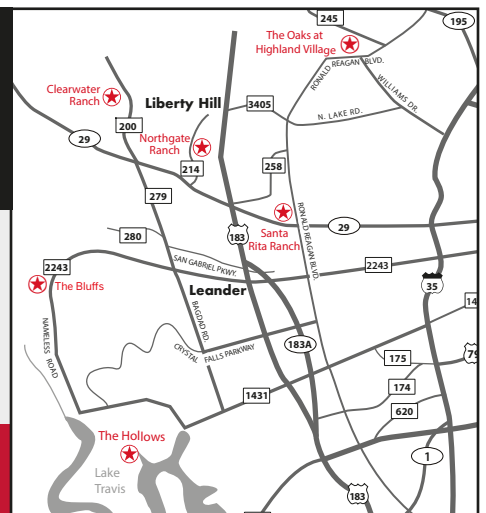 245
195
The Oaks at
Highland Village
RONALD REAGAN BLVD.
WILLIAMS DR.
Clearwater
Ranch
Liberty Hill
3405
N. LAKE RD.
200
29
Northgate
Ranch
214
258
279
RONALD REAGAN BLVD.
Santa
Rita Ranch
29
183
280
SAN GABRIEL PKWY.
2243
2243
The Bluffs
Leander
35
14
BAGDAD RD.
NAMELESS ROAD
CRYSTAL FALLS PARKWAY
183A
175
79
174
1431
620
The Hollows
1
Lake
Travis
183